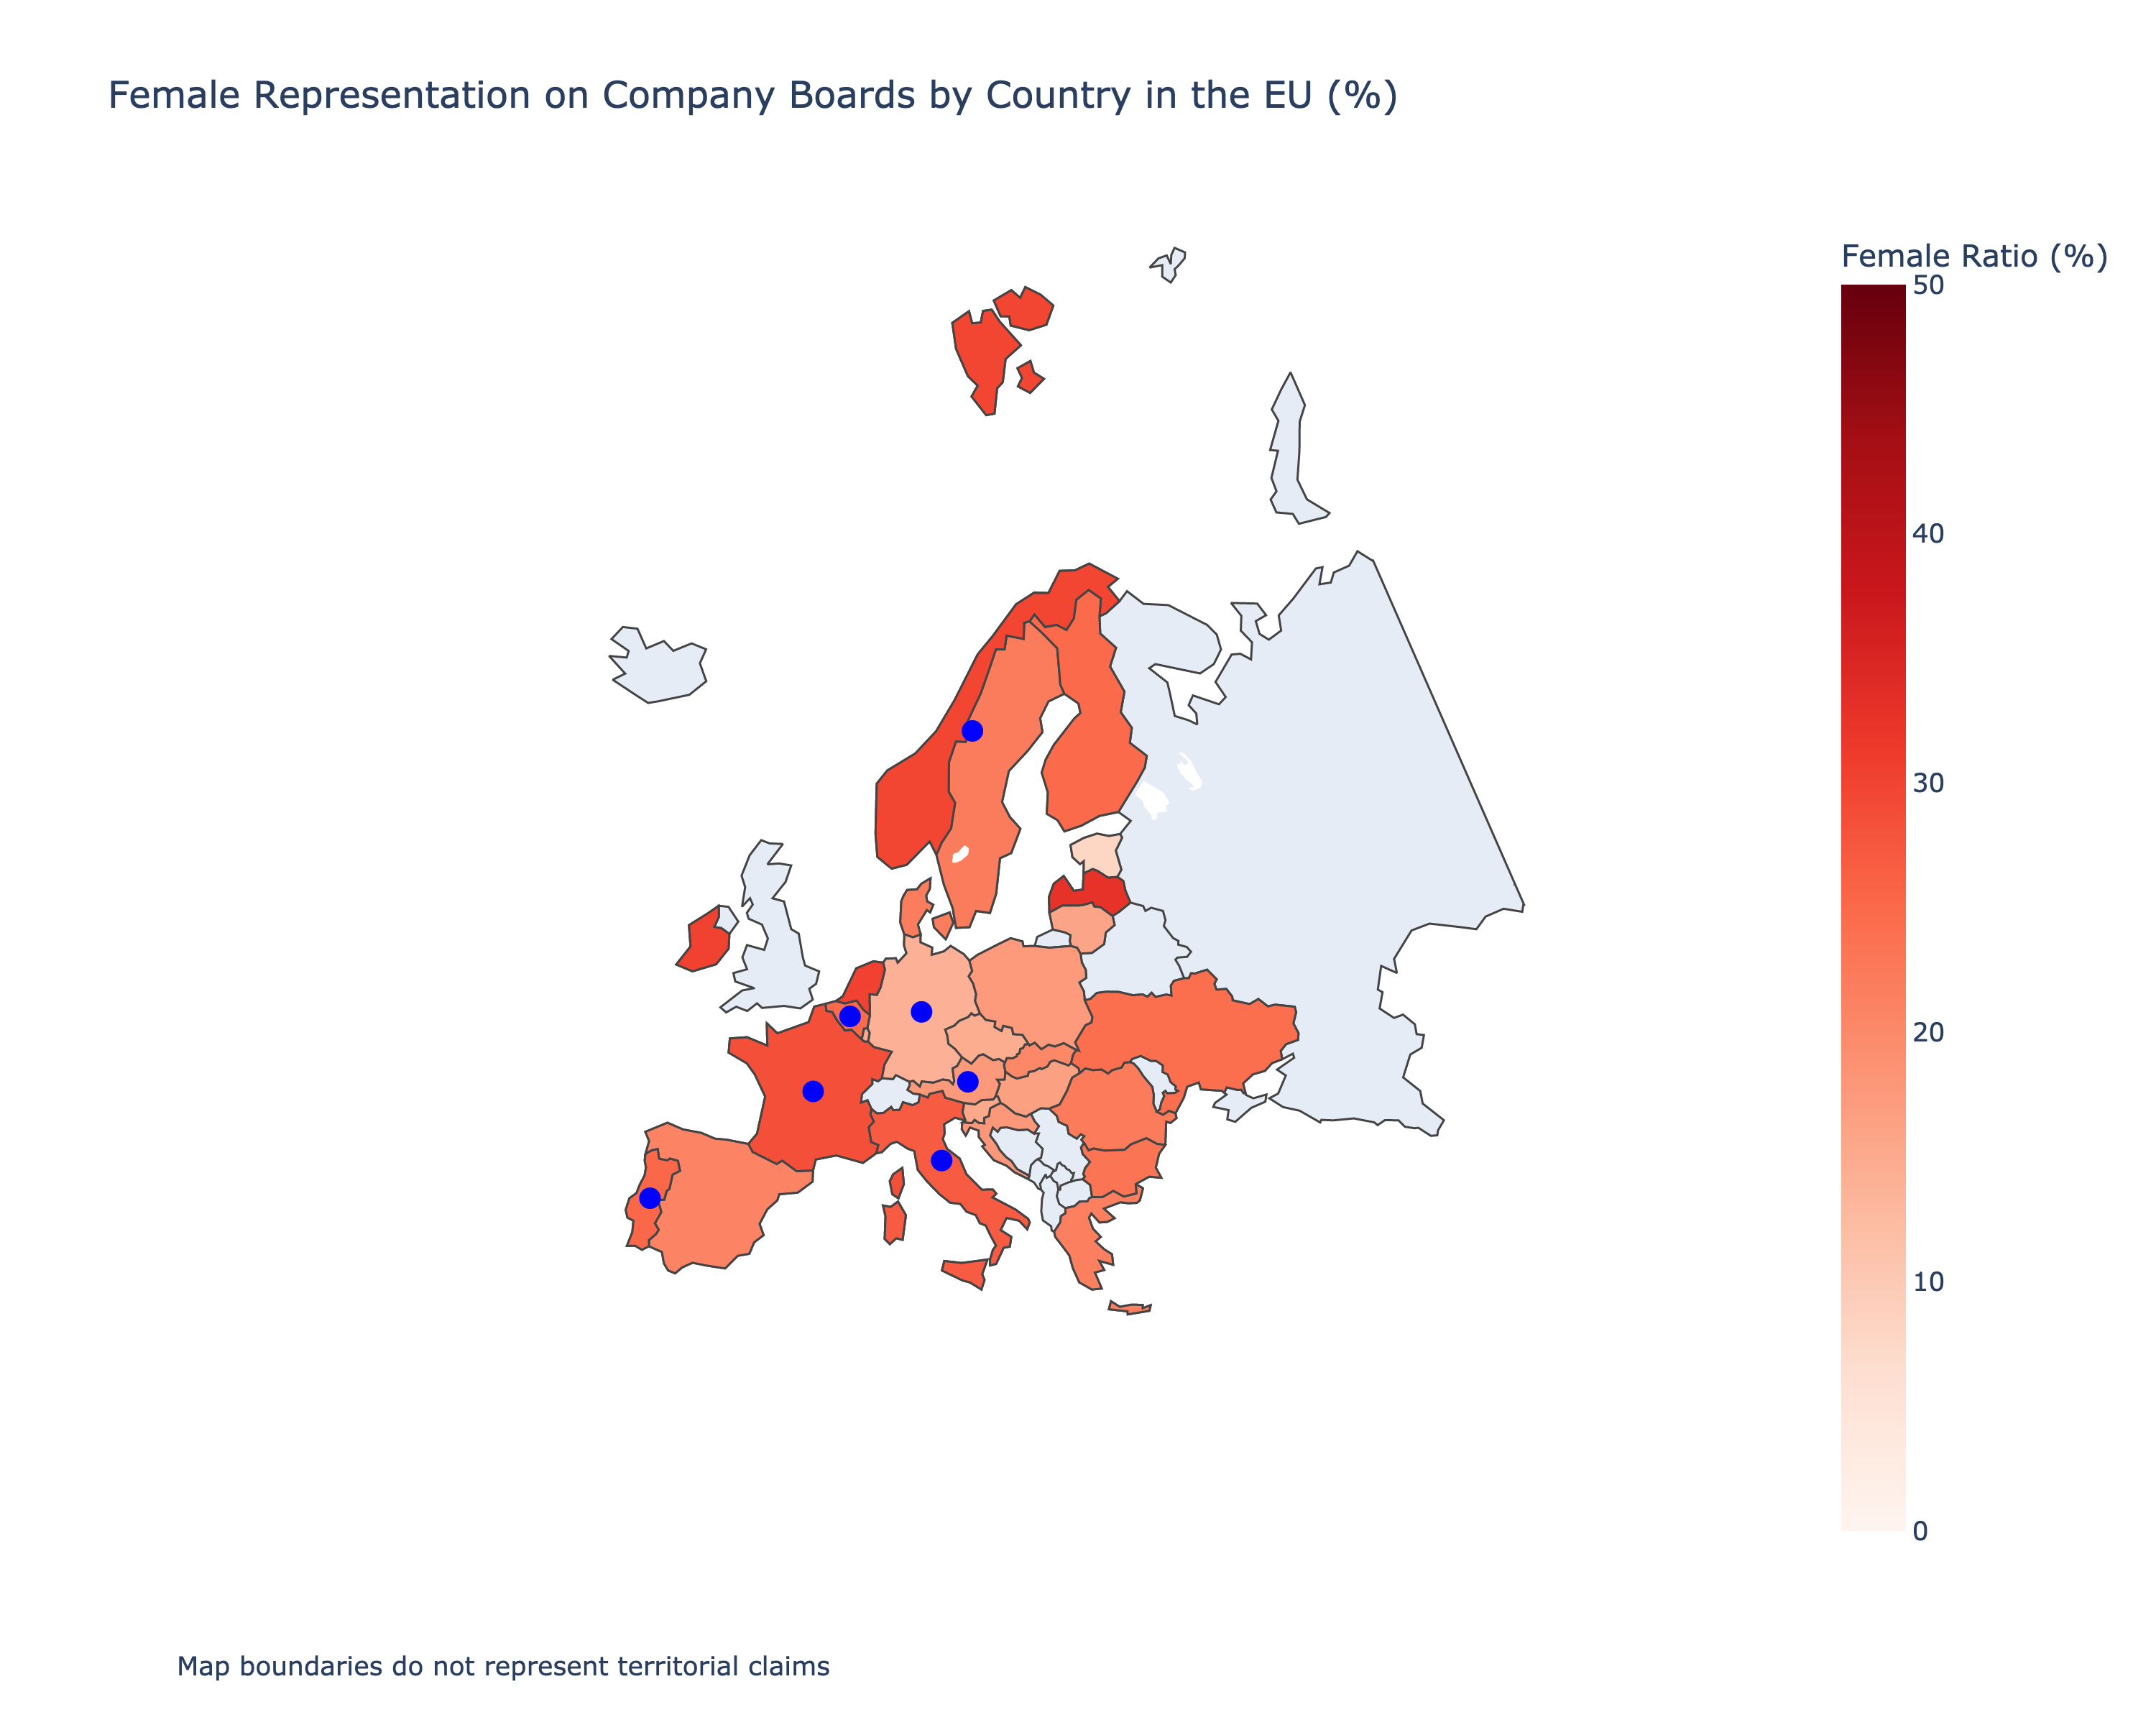 Female Representation on Company Boards by Country in the EU (%)
Female Ratio (%)
50
40
30
20
10
0
Map boundaries do not represent territorial claims